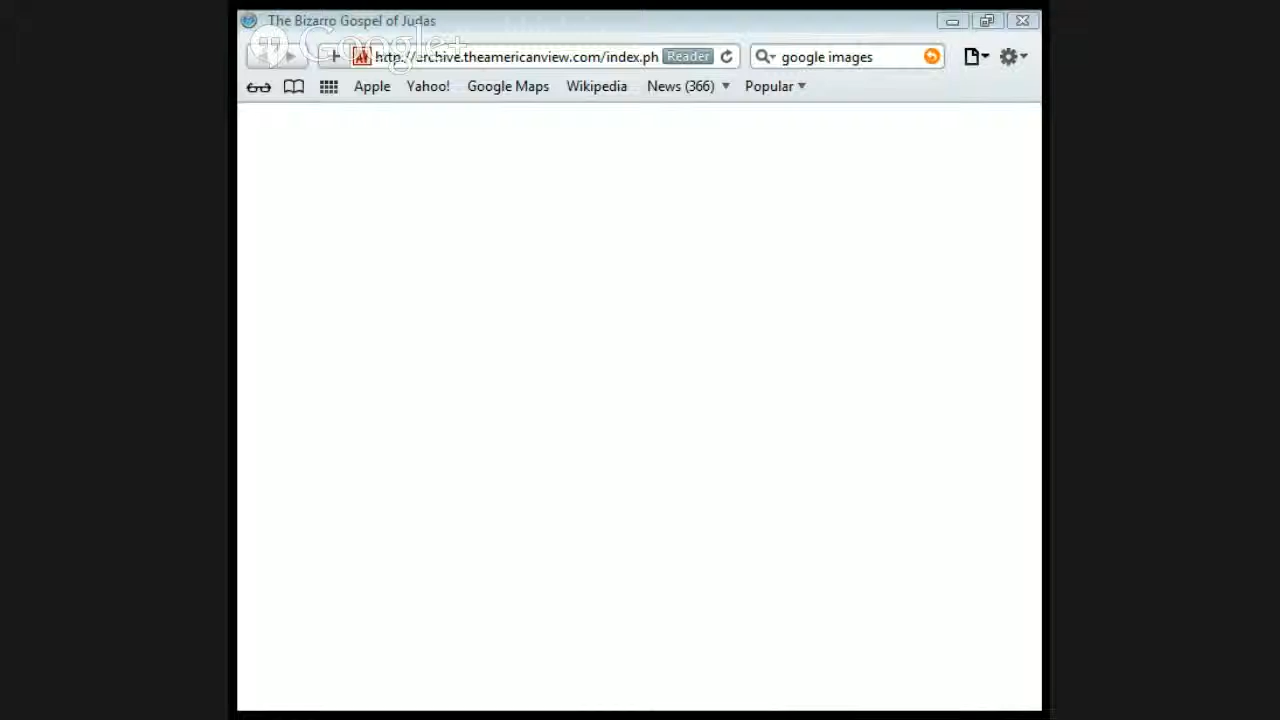 The Bizarro Gospel of Judas
Google+
http://archive.theamericanview.com/index.ph Reader google images
Apple Yahoo! Google Maps Wikipedia News (366) Popular